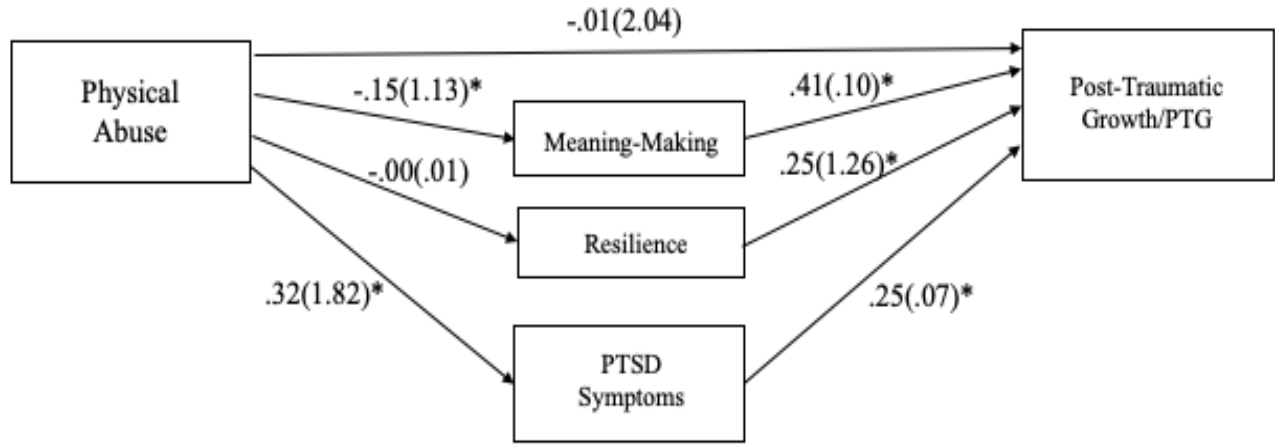 -.01(2.04)
Physical
Abuse
-.15(1.13)*
.41(.10)*
Post-Traumatic
Growth/PTG
Meaning-Making
-.00(.01)
.25(1.26)*
Resilience
.32(1.82)*
.25(.07)*
PTSD
Symptoms